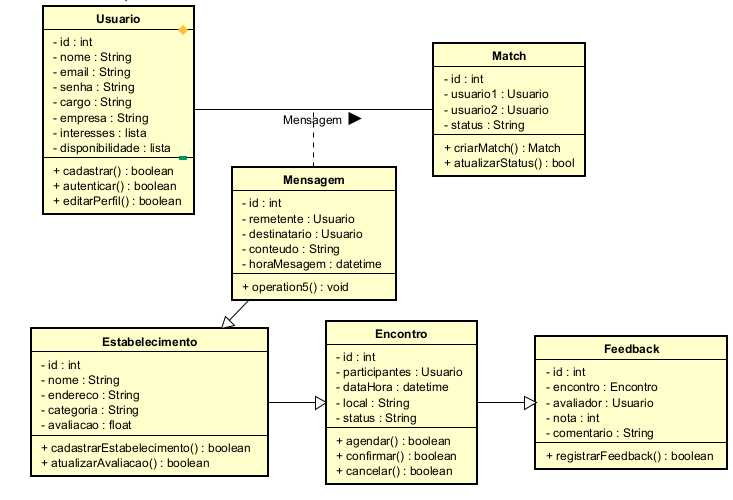 Usuario
- id : int
- nome : String
- email : String
- senha : String
- cargo : String
- empresa : String
- interesses : lista
- disponibilidade : lista
+ cadastrar() : boolean
+ autenticar() : boolean
+ editarPerfil() : boolean
Match
- id : int
- usuario1 : Usuario
- usuario2 : Usuario
- status : String
+ criarMatch() : Match
+ atualizarStatus() : bool
Mensagem
Mensagem
- id : int
- remetente : Usuario
- destinatario : Usuario
- conteudo : String
- horaMesagem : datetime
+ operation5() : void
Estabelecimento
- id : int
- nome : String
- endereco : String
- categoria : String
- avaliacao : float
+ cadastrarEstabelecimento() : boolean
+ atualizarAvaliacao() : boolean
Encontro
- id : int
- participantes : Usuario
- dataHora : datetime
- local : String
- status : String
+ agendar() : boolean
+ confirmar() : boolean
+ cancelar() : boolean
Feedback
- id : int
- encontro : Encontro
- avaliador : Usuario
- nota : int
- comentario : String
+ registrarFeedback() : boolean